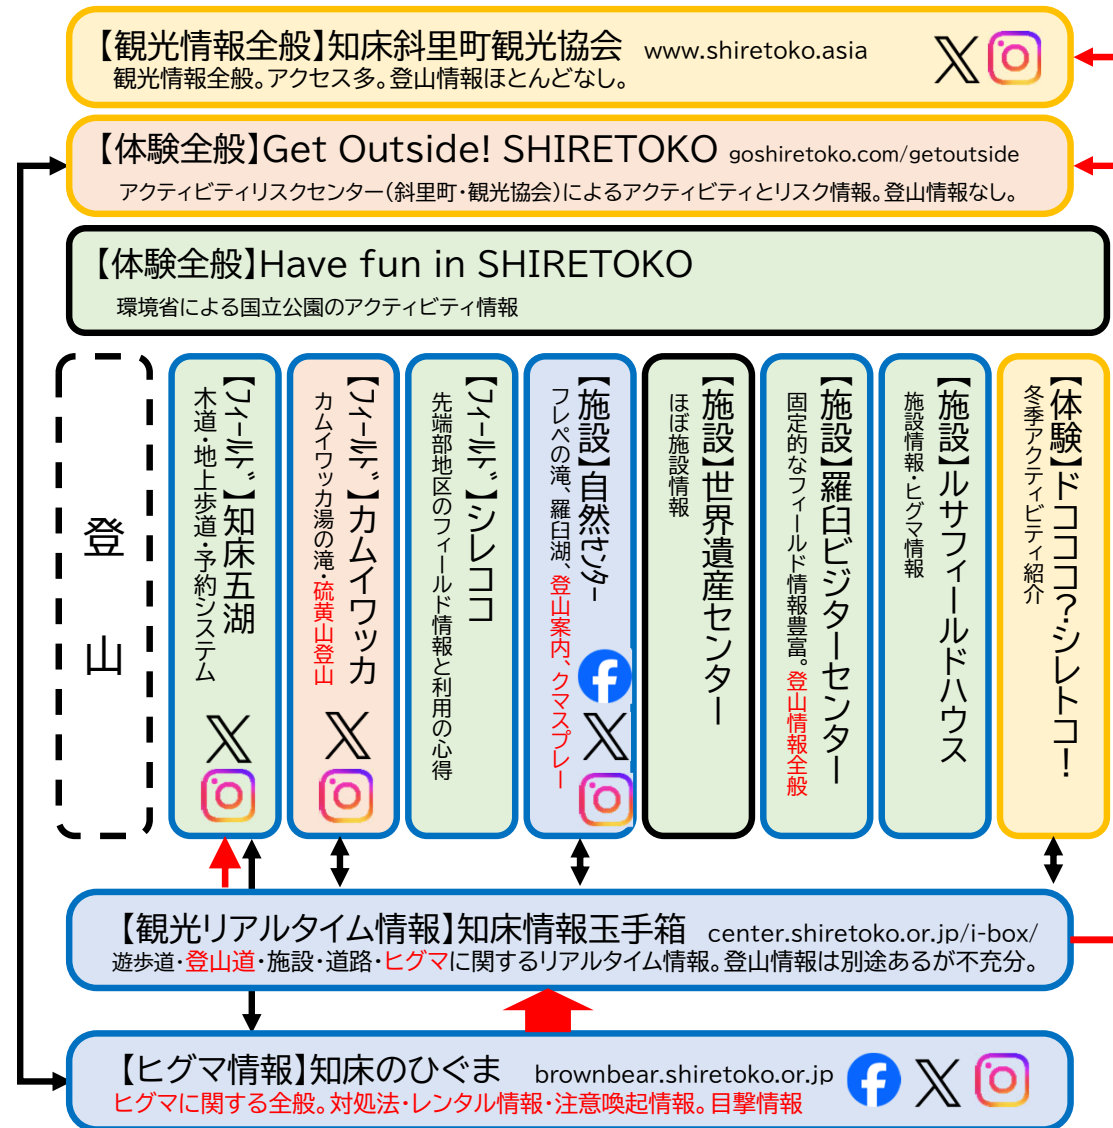 【観光情報全般】知床斜里町観光協会 www.shiretoko.asia
観光情報全般。アクセス多。登山情報ほとんどなし。
【体験全般】Get Outside! SHIRETOKO goshiretoko.com/getoutside
アクティビティリスクセンター(斜里町・観光協会)によるアクティビティとリスク情報。登山情報なし。
【体験全般】Have fun in SHIRETOKO
環境省による国立公園のアクティビティ情報
登山
【フィールド】知床五湖
木道・地上歩道・予約システム
【フィールド】カムイワッカ
カムイワッカ湯の滝・硫黄山登山
【フィールド】シレココ
先端部地区のフィールド情報と利用の心得
【施設】自然センター
フレペの滝、羅臼湖、登山案内、クマスプレー
【施設】世界遺産センター
ほぼ施設情報
【施設】羅臼ビジターセンター
固定的なフィールド情報豊富。登山情報全般
【施設】ルサフィールドハウス
施設情報・ヒグマ情報
【体験】ドコココ?シレトコ!
冬季アクティビティ紹介
【観光リアルタイム情報】知床情報玉手箱 center.shiretoko.or.jp/i-box/
遊歩道・登山道・施設・道路・ヒグマに関するリアルタイム情報。登山情報は別途あるが不充分。
【ヒグマ情報】知床のひぐま brownbear.shiretoko.or.jp
ヒグマに関する全般。対処法・レンタル情報・注意喚起情報。目撃情報